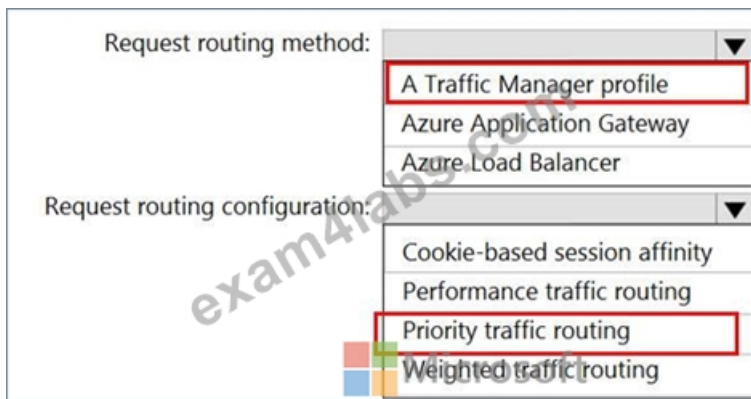 Request routing method:
A Traffic Manager profile
Azure Application Gateway
Azure Load Balancer
Request routing configuration:
Cookie-based session affinity
Performance traffic routing
Priority traffic routing
Weighted traffic routing
exam4labs.com
Microsoft